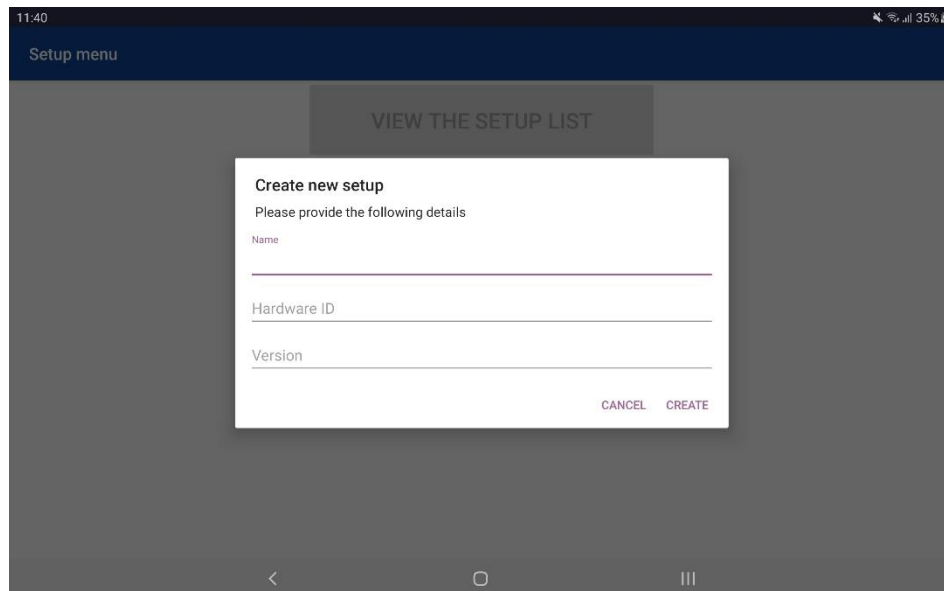 11:40 35%
Setup menu
VIEW THE SETUP LIST
Create new setup
Please provide the following details
Name
Hardware ID
Version
CANCEL CREATE